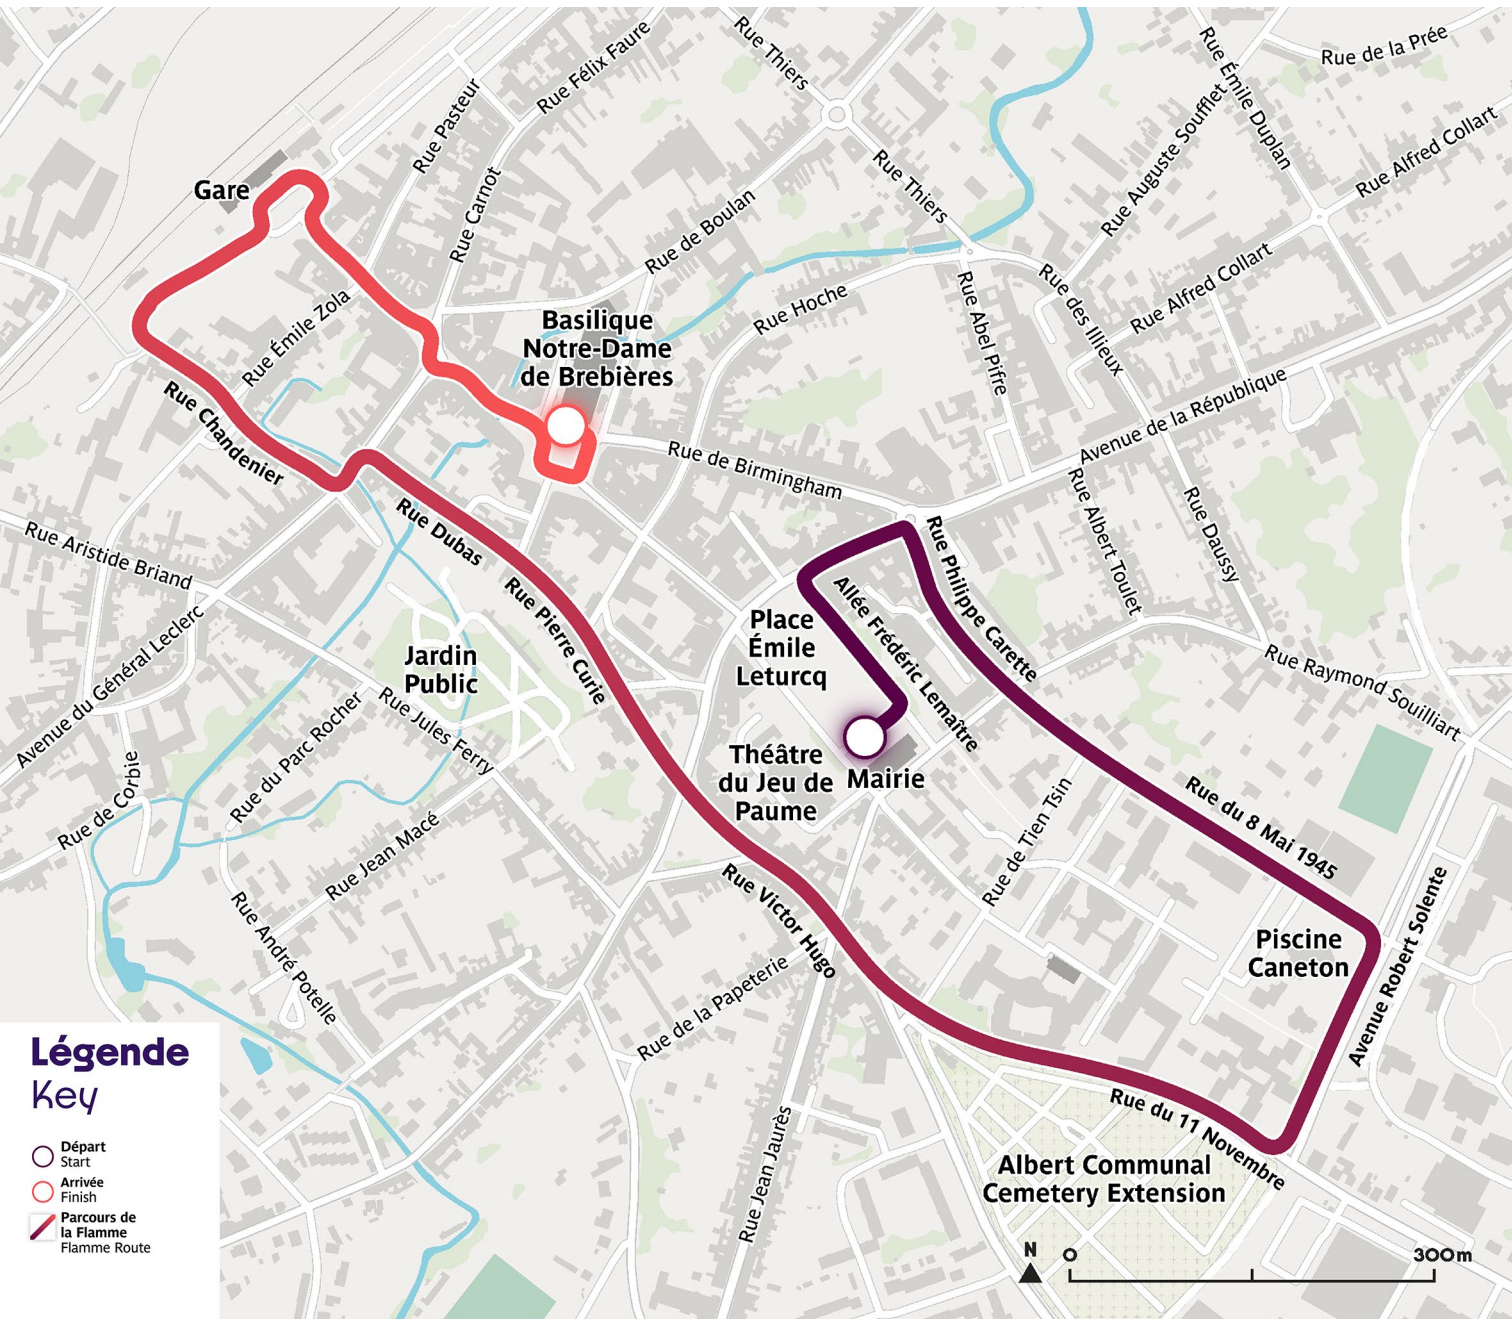 Rue Thiers
Rue Félix Faure
Rue de la Prée
Rue Émile Duplan
Rue Pasteur
Rue Auguste Soufflet
Rue Alfred Collart
Rue Thiers
Gare
Rue Carnot
Rue de Boulan
Rue Alfred Collart
Rue Hoche
Rue des Illieux
Rue Abel Pifre
Rue Émile Zola
Basilique
Notre-Dame
de Brebières
Rue Chandenier
Avenue de la République
Rue de Birmingham
Rue Dubas
Rue Albert Toulet
Rue Daussy
Rue Aristide Briand
Rue Philippe Carette
Rue Pierre Curie
Allée Frédéric Lemaître
Place
Émile
Leturcq
Avenue du Général Leclerc
Jardin
Public
Rue Raymond Souilliart
Rue Jules Ferry
Rue du Parc Rocher
Rue de Corbie
Théâtre
du Jeu de
Paume
Mairie
Rue du 8 Mai 1945
Rue de Tien Tsin
Rue Jean Macé
Rue Victor Hugo
Avenue Robert Solente
Piscine
Caneton
Rue André Potelle
Rue de la Papeterie
Rue du 11 Novembre
Rue Jean Jaurès
Albert Communal
Cemetery Extension
Légende
Key
Départ
Start
Arrivée
Finish
Parcours de
la Flamme
Flamme Route
N
0
300m